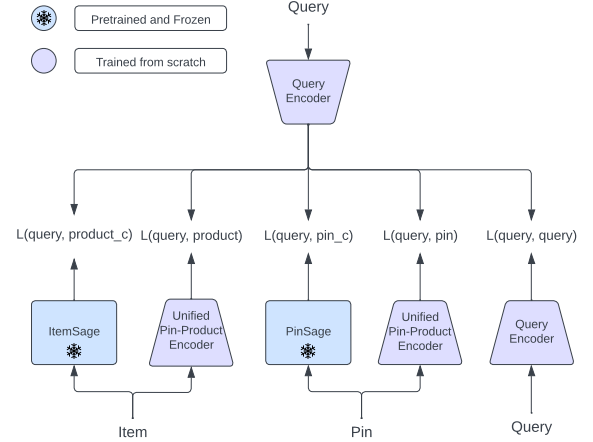 Query
Pretrained and Frozen
Trained from scratch
Query
Encoder
L(query, product_c) L(query, product) L(query, pin_c) L(query, pin) L(query, query)
ItemSage
Unified
Pin-Product
Encoder
PinSage
Unified
Pin-Product
Encoder
Query
Encoder
Item
Pin
Query